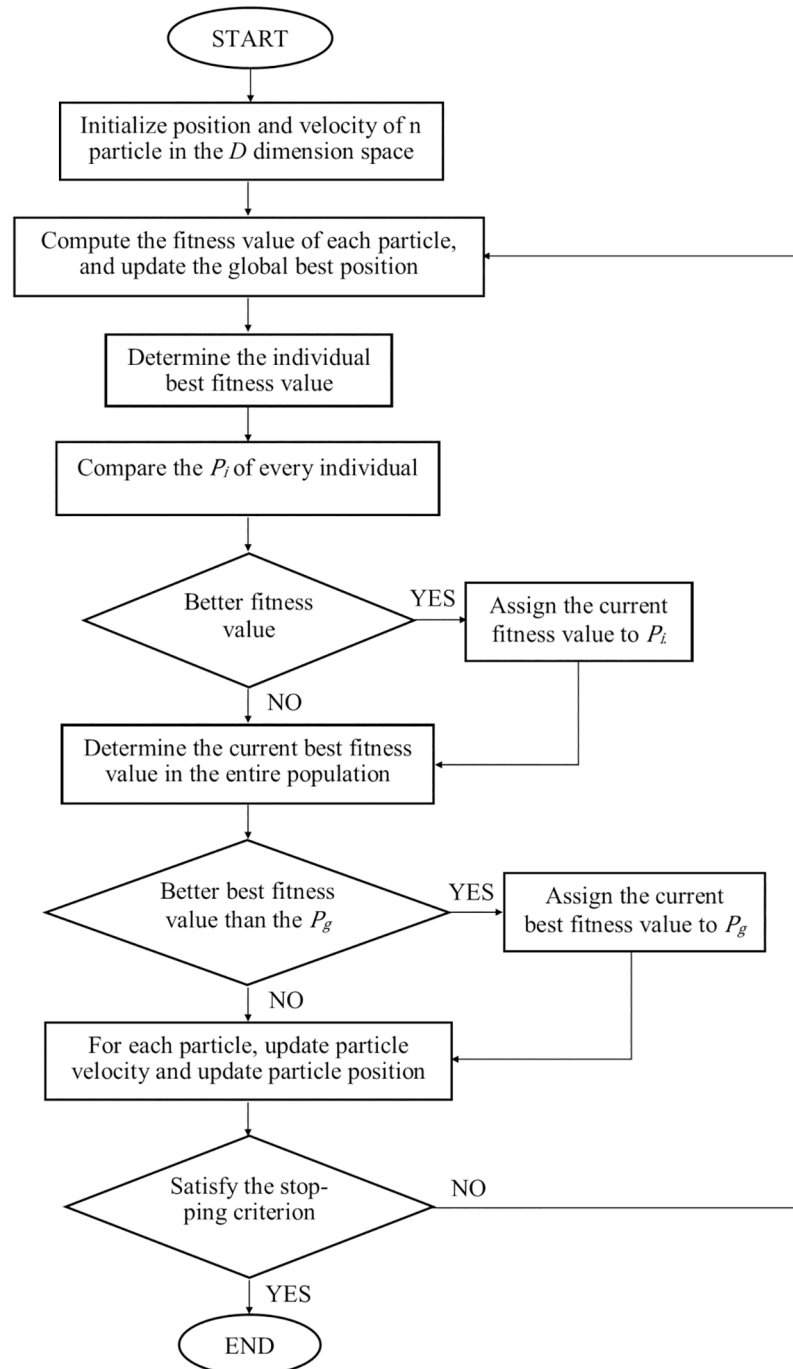 START
Initialize position and velocity of n
particle in the D dimension space
Compute the fitness value of each particle,
and update the global best position
Determine the individual
best fitness value
Compare the Pi of every individual
Better fitness
value
YES
Assign the current
fitness value to Pi.
NO
Determine the current best fitness
value in the entire population
Better best fitness
value than the Pg
YES
Assign the current
best fitness value to Pg
NO
For each particle, update particle
velocity and update particle position
Satisfy the stop-
ping criterion
NO
YES
END